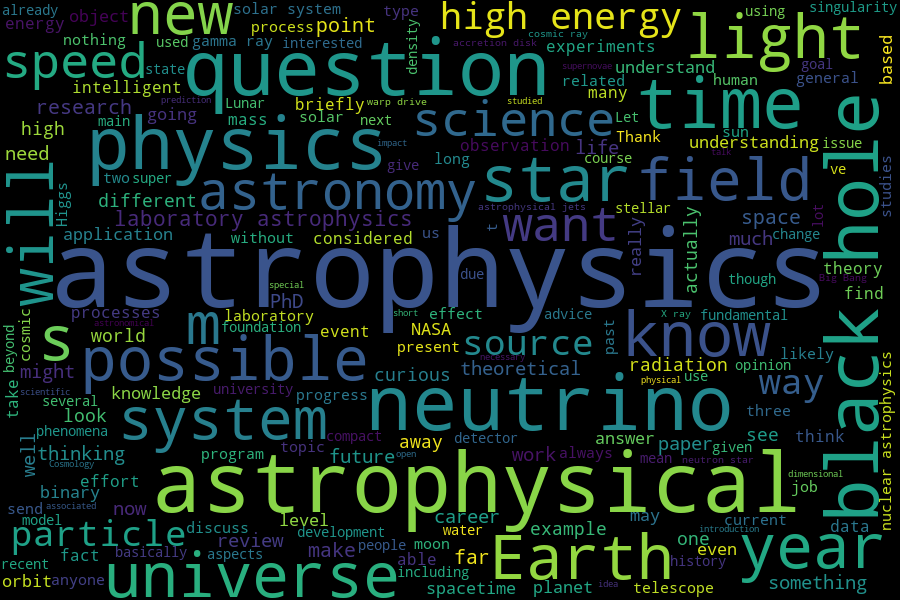 already
new
solar system
process
point
type
high energy
using
singularity
energy
object
nothing
used
gamma ray
interested
density
accretion disk
cosmic ray
experiments
light
goal
based
speed
state
question
supernovae
understand
human
general
intelligent
prediction
Lunar
briefly
warp drive
studied
related
many
time
research
going
mass
solar
next
science
Let
sun
high
main
physics
impact
observation
life
Thank
understanding
issue
need
two
super
give
long
star
course
field
talk
ve
studies
will
Higgs
different
astronomy
astrophysical jets
stellar
lot
laboratory astrophysics
want
space
change
application
without
considered
us
t
really
actually
much
theory
black hole
astrophysics
due
though
Big Bang
find
special
PhD
processes
laboratory
m
short
effect
advice
past
X ray
fundamental
cosmic
astronomical
foundation
event
NASA
know
s
world
present
source
likely
beyond
might
possible
necessary
theoretical
radiation
opinion
take
scientific
knowledge
university
progress
curious
physical
use
way
nuclear astrophysics
several
look
system
neutrino
three
phenomena
compact
away
detector
answer
paper
given
see
think
well
thinking
Cosmology
program
topic
future
open
work
always
mean
neutron star
effort
associated
binary
astrophysical
dimensional
job
send
model
now
level
career
may
current
data
particle
discuss
development
water
example
one
introduction
year
recent
fact
basically
review
aspects
make
people
moon
able
far
Earth
even
history
orbit
anyone
universe
including
spacetime
planet
idea
telescope
something